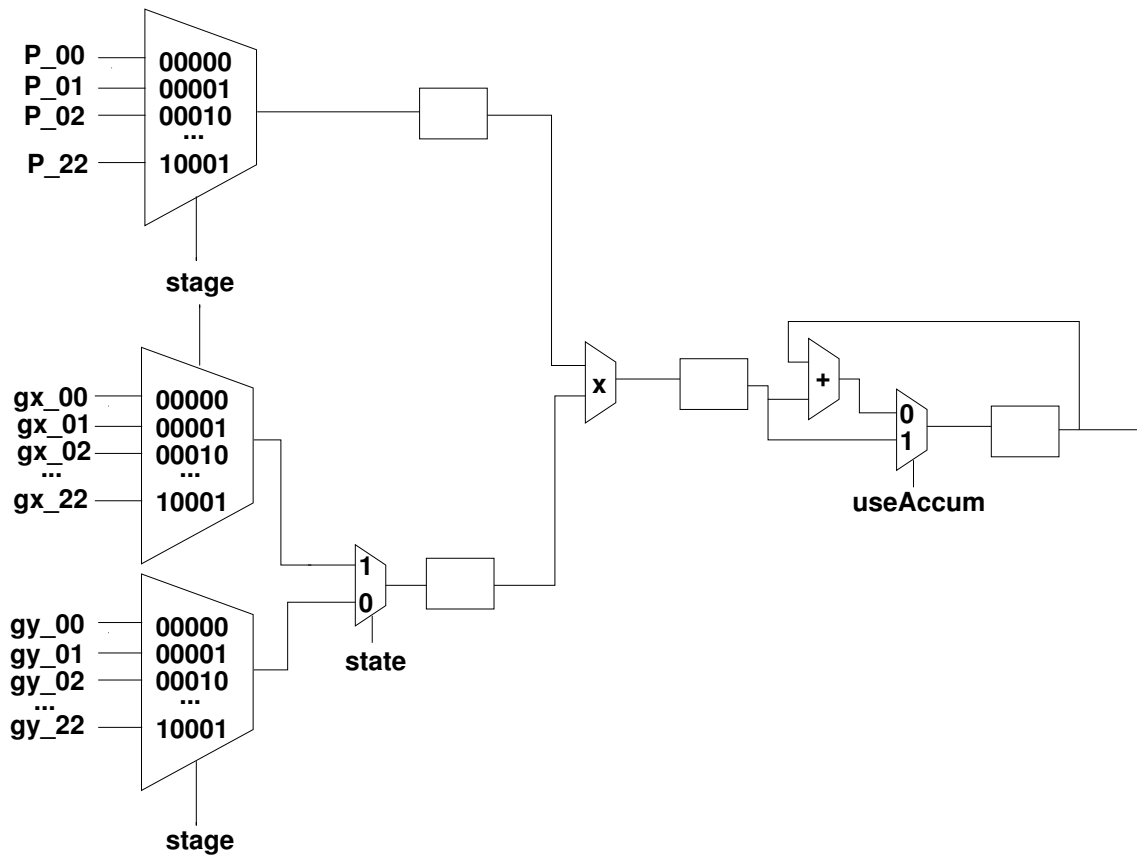 P_00
P_01
P_02
P_22
00000
00001
00010
...
10001
stage
gx_00
gx_01
gx_02
...
gx_22
00000
00001
00010
...
10001
gy_00
gy_01
gy_02
...
gy_22
00000
00001
00010
...
10001
stage
1
0
state
x
+
0
1
useAccum